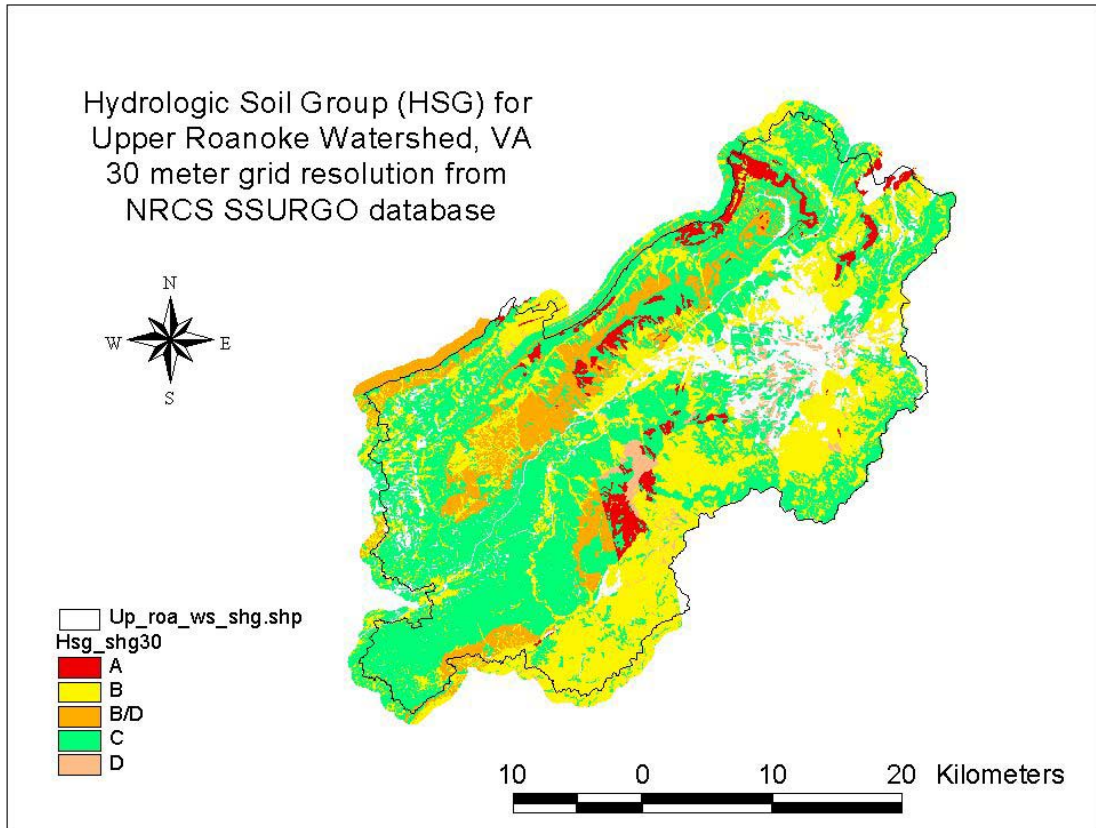 Hydrologic Soil Group (HSG) for
Upper Roanoke Watershed, VA
30 meter grid resolution from
NRCS SSURGO database
N
W E
S
Up_roa_ws_shg.shp
Hsg_shg30
A
B
B/D
C
D
10 0 10 20 Kilometers